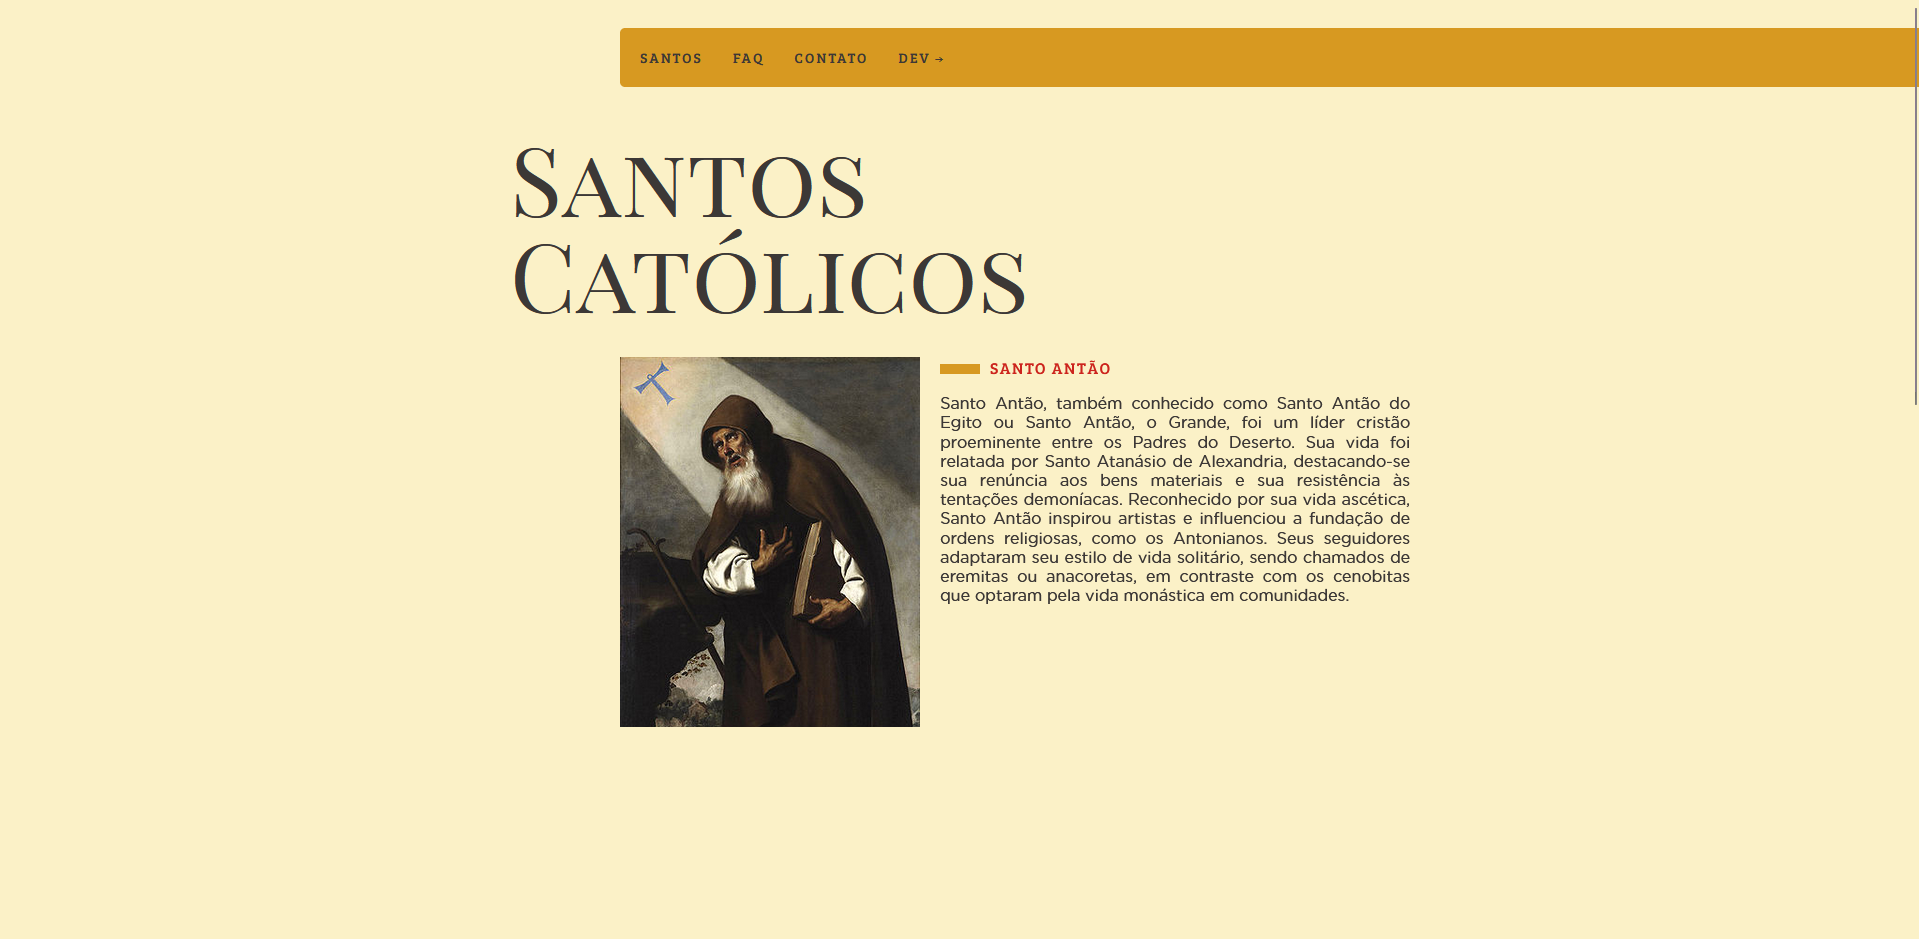 SANTOS FAQ CONTATO DEV →
SANTOS
CATÓLICOS
SANTO ANTÃO
Santo Antão, também conhecido como Santo Antão do
Egito ou Santo Antão, o Grande, foi um líder cristão
proeminente entre os Padres do Deserto. Sua vida foi
relatada por Santo Atanásio de Alexandria, destacando-se
sua renúncia aos bens materiais e sua resistência às
tentações demoníacas. Reconhecido por sua vida ascética,
Santo Antão inspirou artistas e influenciou a fundação de
ordens religiosas, como os Antonianos. Seus seguidores
adaptaram seu estilo de vida solitário, sendo chamados de
eremitas ou anacoretas, em contraste com os cenobitas
que optaram pela vida monástica em comunidades.